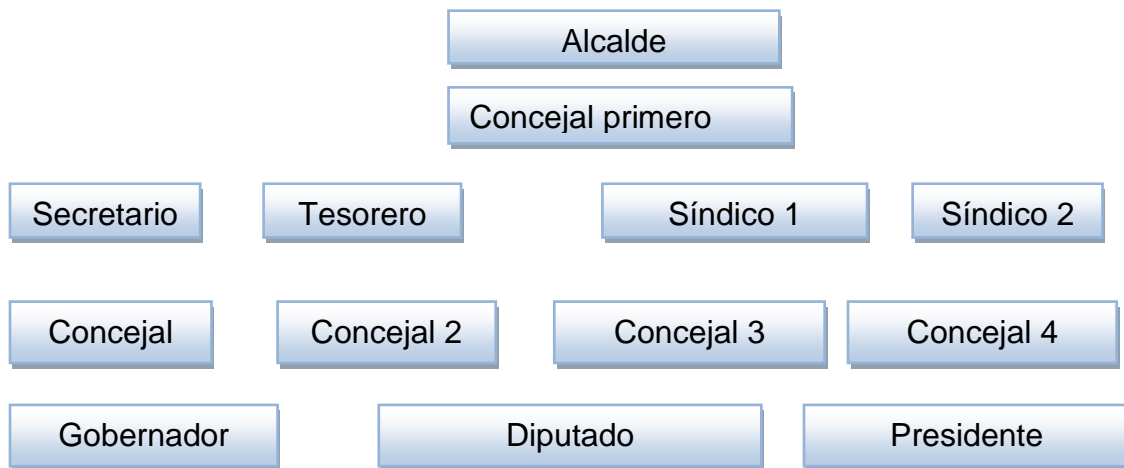 Alcalde
Concejal primero
Secretario Tesorero Síndico 1 Síndico 2
Concejal Concejal 2 Concejal 3 Concejal 4
Gobernador Diputado Presidente